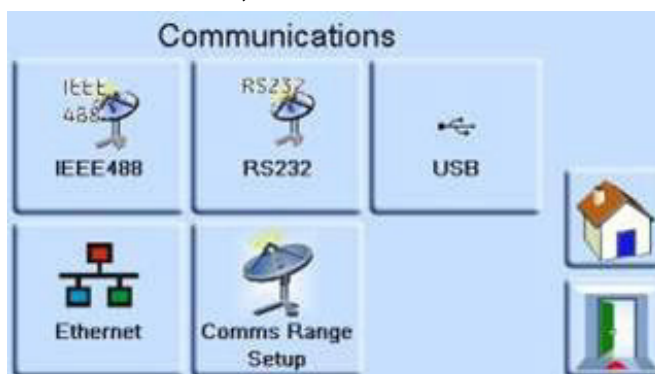 Communications
IEEE
488
IEEE488
RS232
RS232
USB
Ethernet
Comms Range
Setup